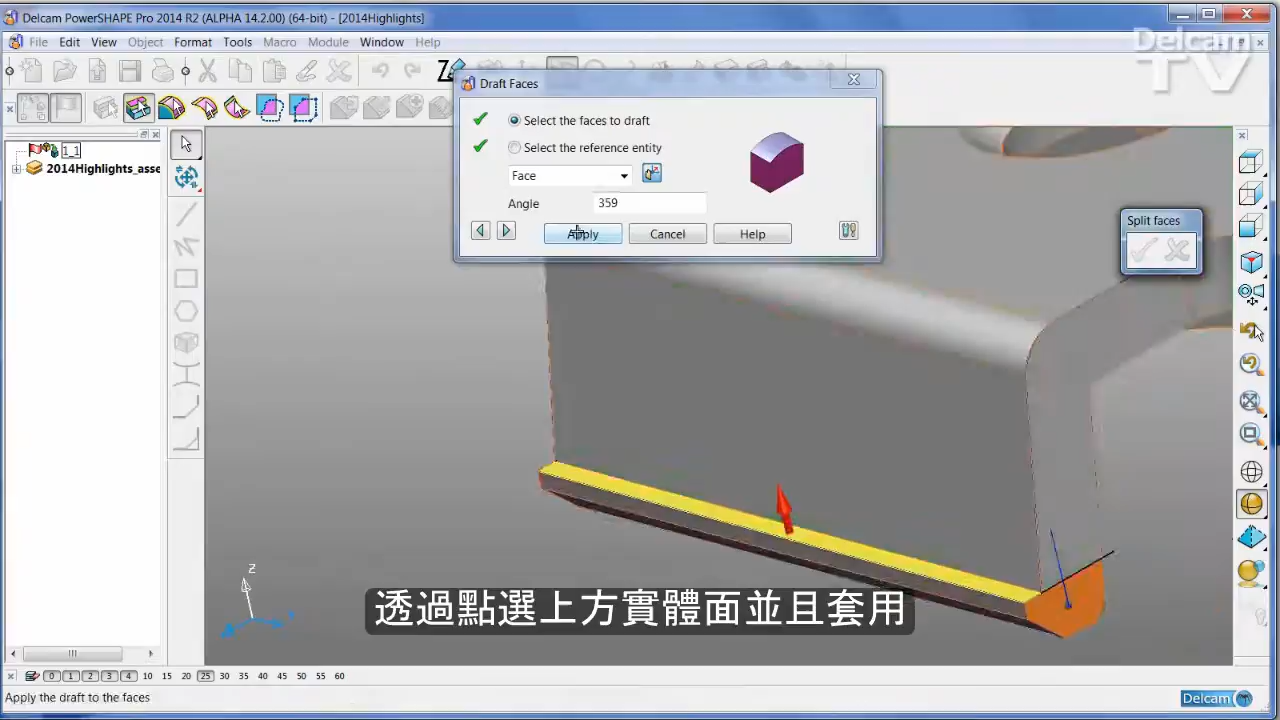 Delcam PowerSHAPE Pro 2014 R2 (ALPHA 14.2.00) (64-bit) - [2014Highlights]
File Edit View Object Format Tools Macro Module Window Help
Delcam
TV
Draft Faces
Select the faces to draft
Select the reference entity
Face
Angle 359
Apply Cancel Help
1_1
2014Highlights_asse
Split faces
Z
透過點選上方實體面並且套用
0 1 2 3 4 10 15 20 25 30 35 40 45 50 55 60
Apply the draft to the faces
Delcam